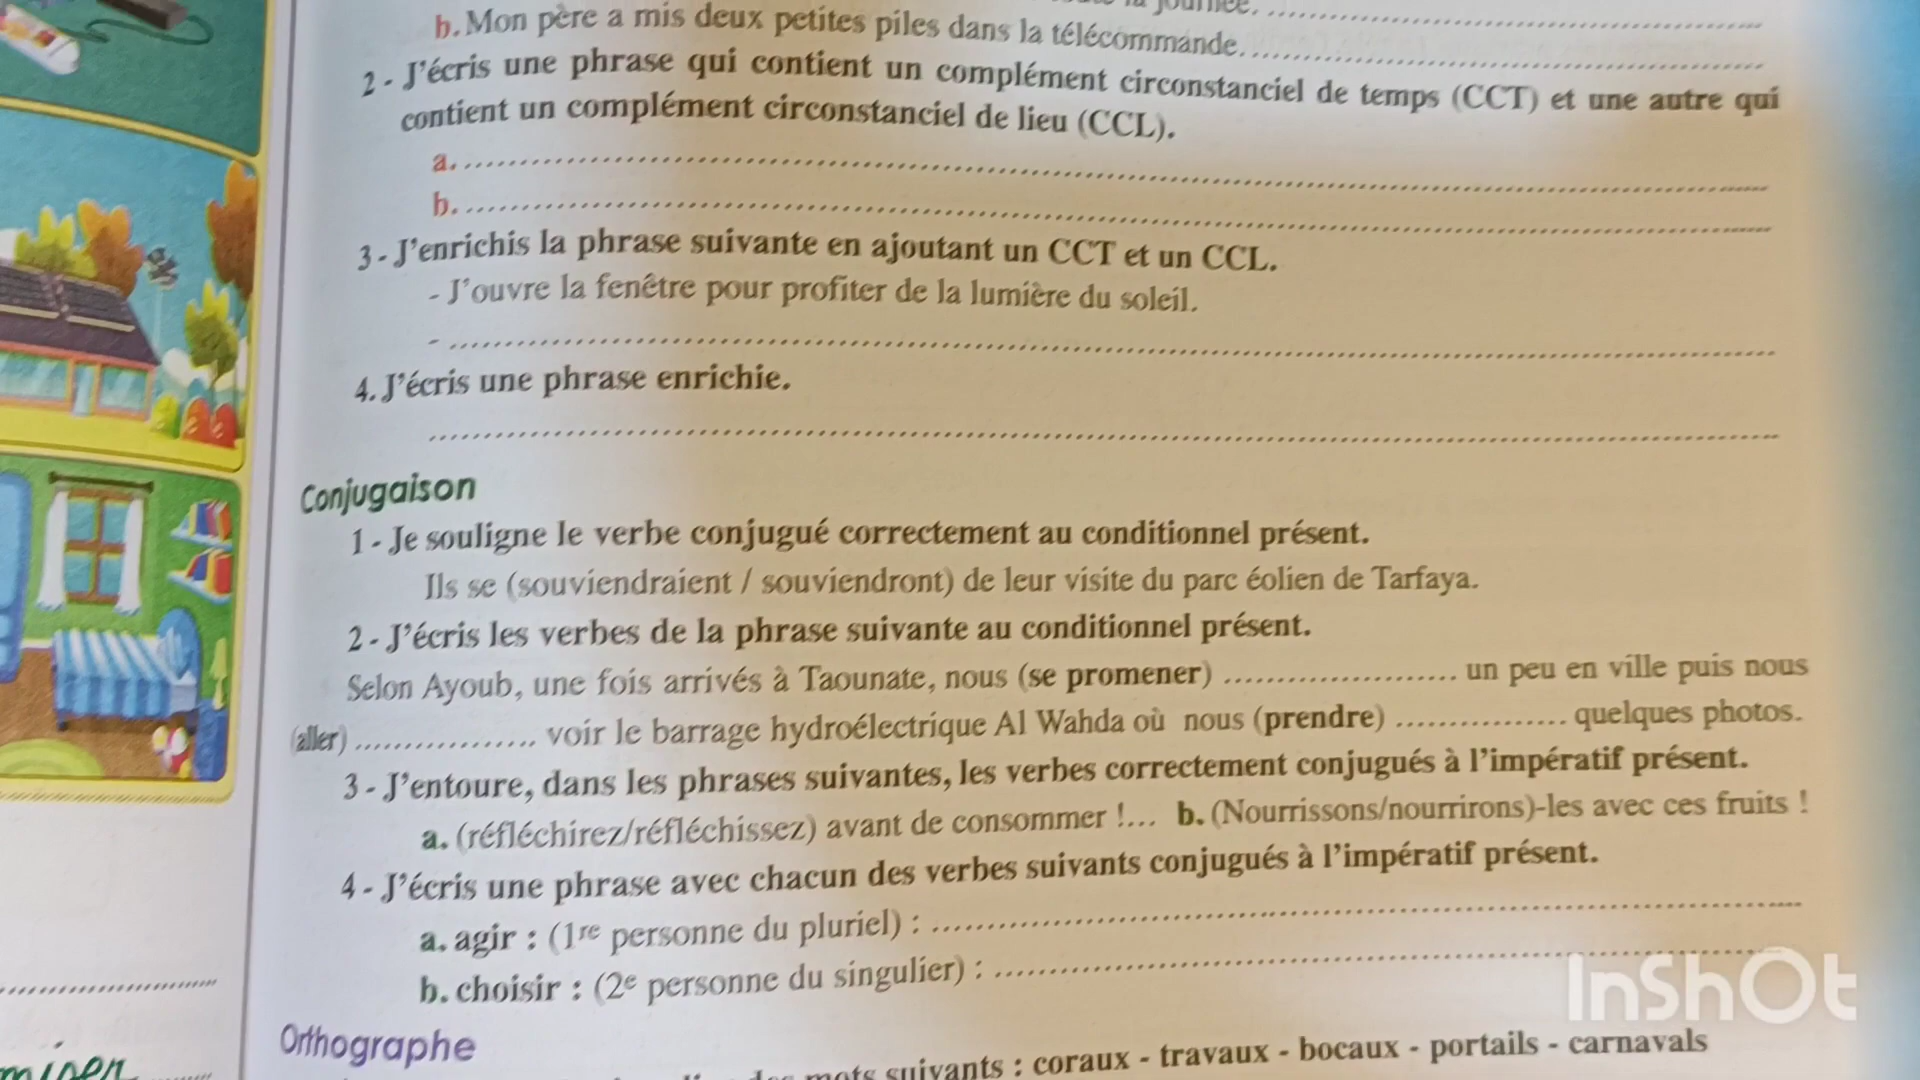 journée. ........................
b. Mon père a mis deux petites piles dans la télécommande. ........................
2 - J'écris une phrase qui contient un complément circonstanciel de temps (CCT) et une autre qui
contient un complément circonstanciel de lieu (CCL).
a. ........................
b. ........................
3 - J'enrichis la phrase suivante en ajoutant un CCT et un CCL.
- J'ouvre la fenêtre pour profiter de la lumière du soleil.
- ........................
4. J'écris une phrase enrichie.
........................
Conjugaison
1 - Je souligne le verbe conjugué correctement au conditionnel présent.
Ils se (souviendraient / souviendront) de leur visite du parc éolien de Tarfaya.
2 - J'écris les verbes de la phrase suivante au conditionnel présent.
Selon Ayoub, une fois arrivés à Taounate, nous (se promener) ........................ un peu en ville puis nous
(aller) .................. voir le barrage hydroélectrique Al Wahda où nous (prendre) ................ quelques photos.
3 - J'entoure, dans les phrases suivantes, les verbes correctement conjugués à l'impératif présent.
a. (réfléchirez/réfléchissez) avant de consommer !... b. (Nourrissons/nourrirons)-les avec ces fruits !
4 - J'écris une phrase avec chacun des verbes suivants conjugués à l'impératif présent.
a. agir : (1re personne du pluriel) : ........................
b. choisir : (2e personne du singulier) : ........................
Orthographe
mots suivants : coraux - travaux - bocaux - portails - carnavals
InShOt